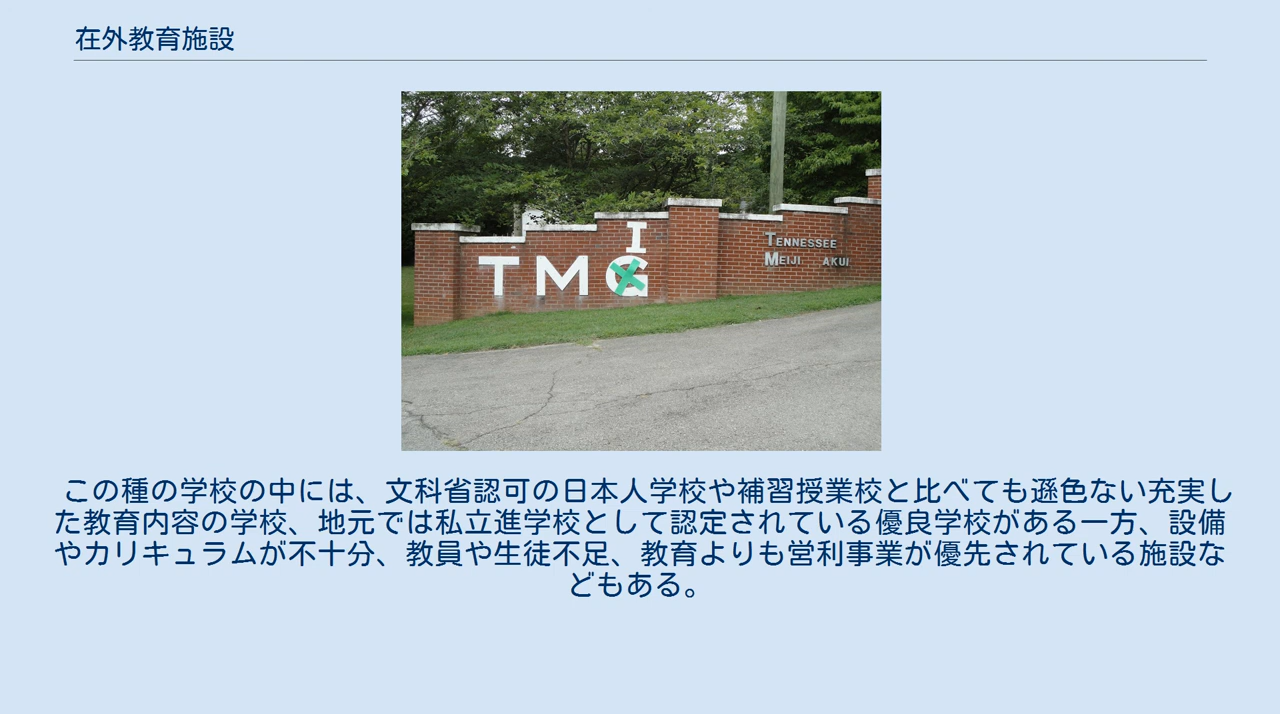 在外教育施設
I
T M G
TENNESSEE
MEIJI AKUI
この種の学校の中には、文科省認可の日本人学校や補習授業校と比べても遜色ない充実し
た教育内容の学校、地元では私立進学校として認定されている優良学校がある一方、設備
やカリキュラムが不十分、教員や生徒不足、教育よりも営利事業が優先されている施設な
どもある。